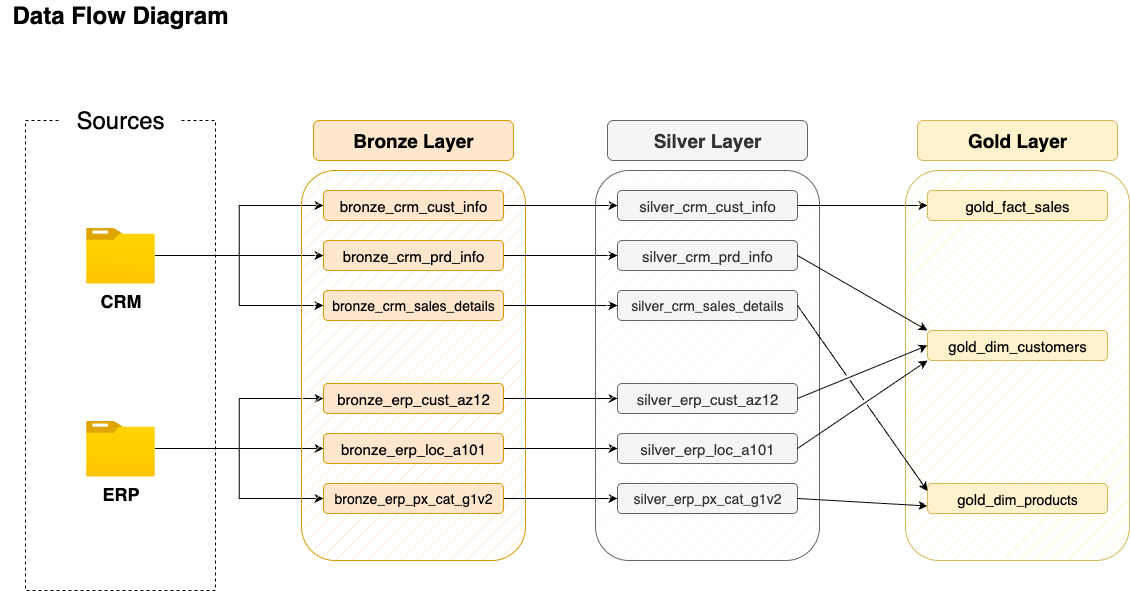 Data Flow Diagram
Sources
CRM
ERP
Bronze Layer
bronze_crm_cust_info
bronze_crm_prd_info
bronze_crm_sales_details
bronze_erp_cust_az12
bronze_erp_loc_a101
bronze_erp_px_cat_g1v2
Silver Layer
silver_crm_cust_info
silver_crm_prd_info
silver_crm_sales_details
silver_erp_cust_az12
silver_erp_loc_a101
silver_erp_px_cat_g1v2
Gold Layer
gold_fact_sales
gold_dim_customers
gold_dim_products